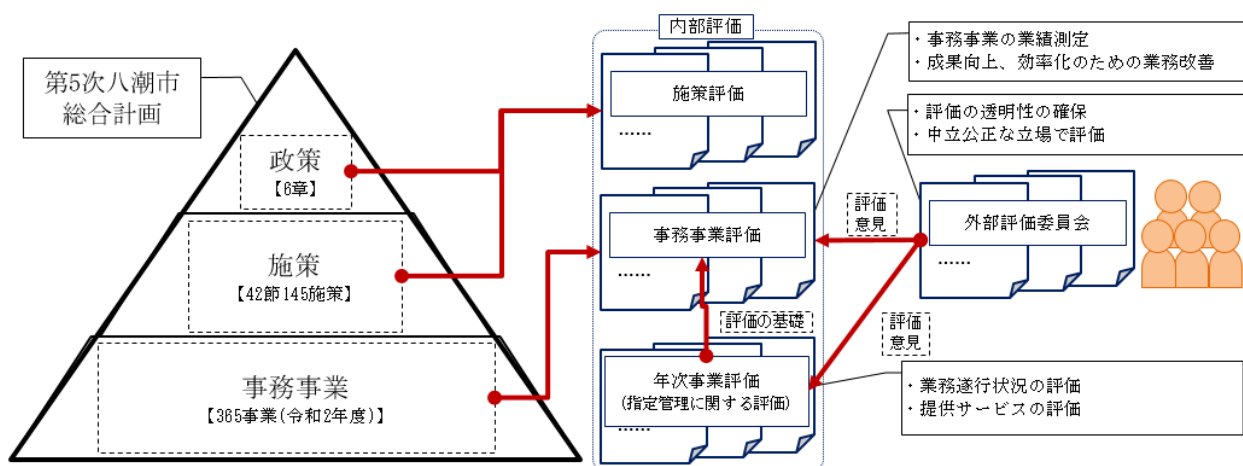 第5次八潮市
総合計画
政策
【6章】
施策
【42節145施策】
事務事業
【365事業(令和2年度)】
内部評価
施策評価
……
事務事業評価
……
評価の基礎
年次事業評価
(指定管理に関する評価)
……
・事務事業の業績測定
・成果向上、効率化のための業務改善
・評価の透明性の確保
・中立公正な立場で評価
評価
意見
外部評価委員会
……
評価
意見
・業務遂行状況の評価
・提供サービスの評価